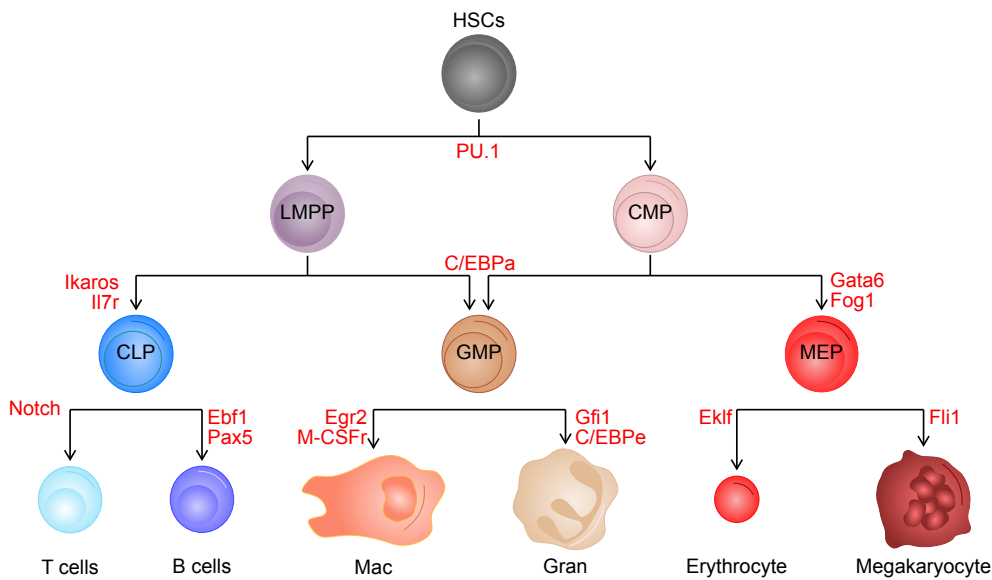 HSCs
PU.1
LMPP
CMP
C/EBPa
Ikaros
Il7r
Gata6
Fog1
CLP
GMP
MEP
Notch
Ebf1
Pax5
Egr2
M-CSFr
Gfi1
C/EBPe
Eklf
Fli1
T cells
B cells
Mac
Gran
Erythrocyte
Megakaryocyte